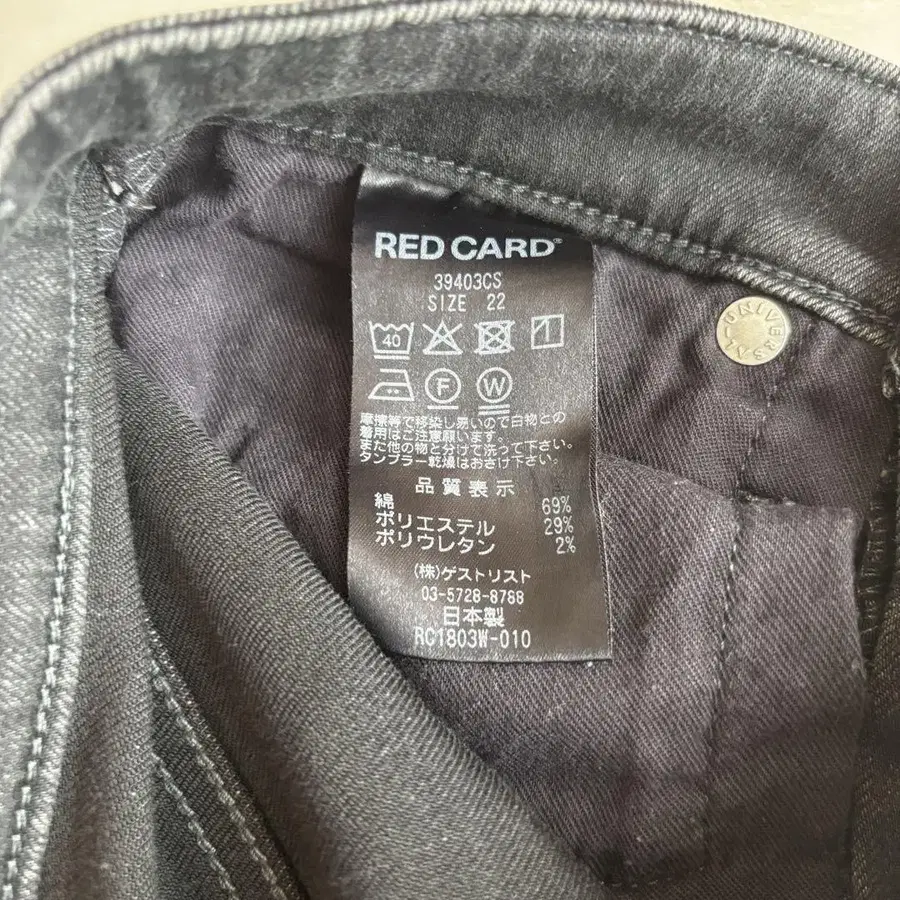 RED CARD®
39403CS
SIZE 22
40
F W
摩擦等で移染し易いので白物との
着用はご注意願います。
また他の物と分けて洗って下さい。
タンブラー乾燥はおさけ下さい。
品質表示
綿 69%
ポリエステル 29%
ポリウレタン 2%
(株)ゲストリスト
03-5728-8788
日本製
RC1803W-010
UNIVERSAL